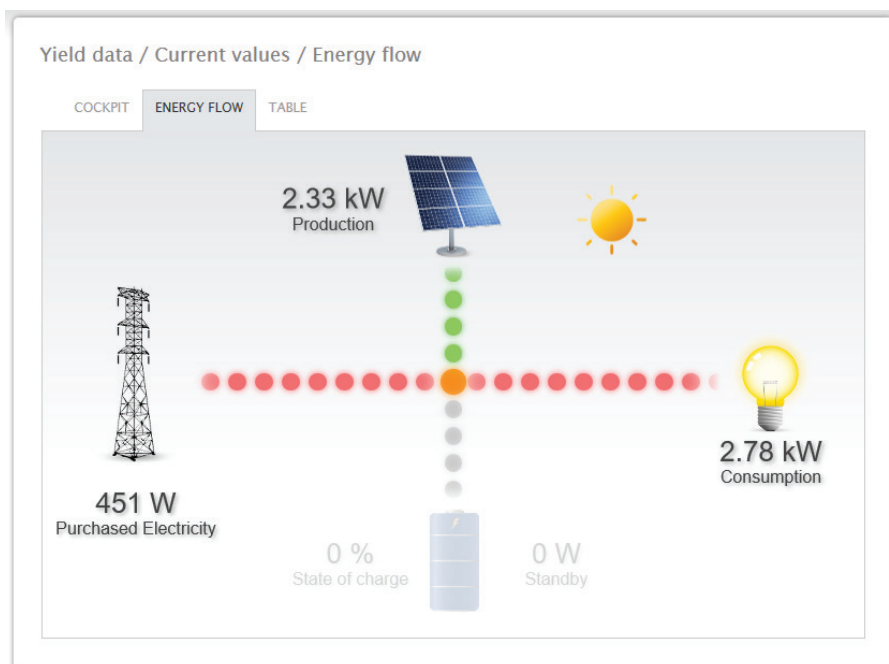 Yield data / Current values / Energy flow
COCKPIT ENERGY FLOW TABLE
2.33 kW
Production
2.78 kW
Consumption
451 W
Purchased Electricity
0 %
State of charge
0 W
Standby